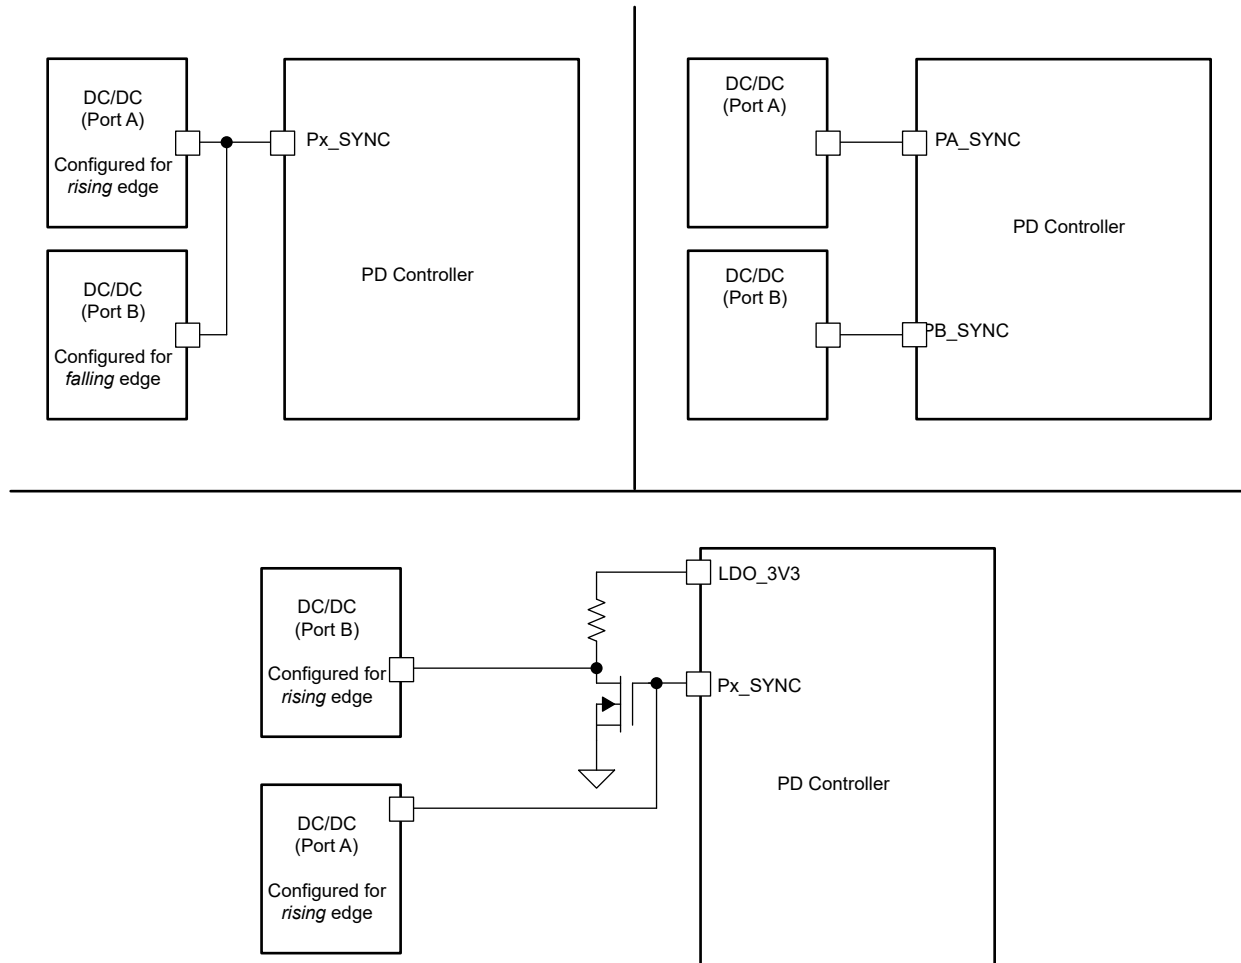 DC/DC
(Port A)
Configured for
rising edge
DC/DC
(Port B)
Configured for
falling edge
Px_SYNC
PD Controller
DC/DC
(Port A)
DC/DC
(Port B)
PA_SYNC
PD Controller
PB_SYNC
DC/DC
(Port B)
Configured for
rising edge
DC/DC
(Port A)
Configured for
rising edge
LDO_3V3
Px_SYNC
PD Controller